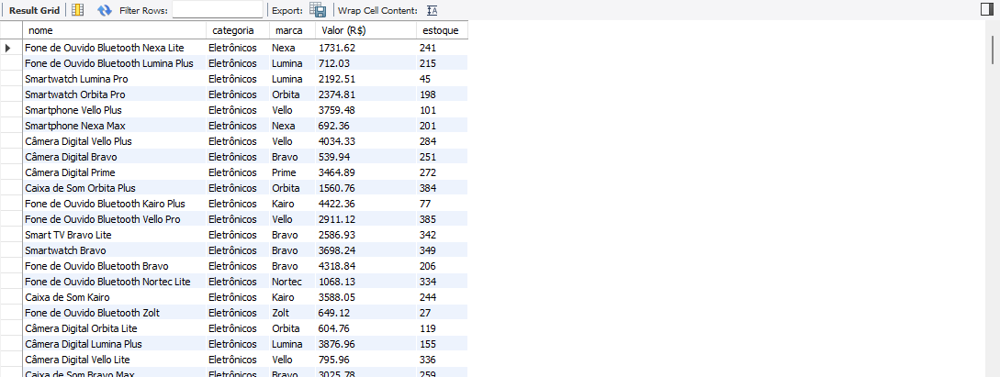 Result Grid Filter Rows: Export: Wrap Cell Content:
nome categoria marca Valor (R$) estoque
Fone de Ouvido Bluetooth Nexa Lite Eletrônicos Nexa 1731.62 241
Fone de Ouvido Bluetooth Lumina Plus Eletrônicos Lumina 712.03 215
Smartwatch Lumina Pro Eletrônicos Lumina 2192.51 45
Smartwatch Orbita Pro Eletrônicos Orbita 2374.81 198
Smartphone Vello Plus Eletrônicos Vello 3759.48 101
Smartphone Nexa Max Eletrônicos Nexa 692.36 201
Câmera Digital Vello Plus Eletrônicos Vello 4034.33 284
Câmera Digital Bravo Eletrônicos Bravo 539.94 251
Câmera Digital Prime Eletrônicos Prime 3464.89 272
Caixa de Som Orbita Plus Eletrônicos Orbita 1560.76 384
Fone de Ouvido Bluetooth Kairo Plus Eletrônicos Kairo 4422.36 77
Fone de Ouvido Bluetooth Vello Pro Eletrônicos Vello 2911.12 385
Smart TV Bravo Lite Eletrônicos Bravo 2586.93 342
Smartwatch Bravo Eletrônicos Bravo 3698.24 349
Fone de Ouvido Bluetooth Bravo Eletrônicos Bravo 4318.84 206
Fone de Ouvido Bluetooth Nortec Lite Eletrônicos Nortec 1068.13 334
Caixa de Som Kairo Eletrônicos Kairo 3588.05 244
Fone de Ouvido Bluetooth Zolt Eletrônicos Zolt 649.12 27
Câmera Digital Orbita Lite Eletrônicos Orbita 604.76 119
Câmera Digital Lumina Plus Eletrônicos Lumina 3876.96 155
Câmera Digital Vello Lite Eletrônicos Vello 795.96 336
Caixa de Som Bravo Max Eletrônicos Bravo 3025.78 259